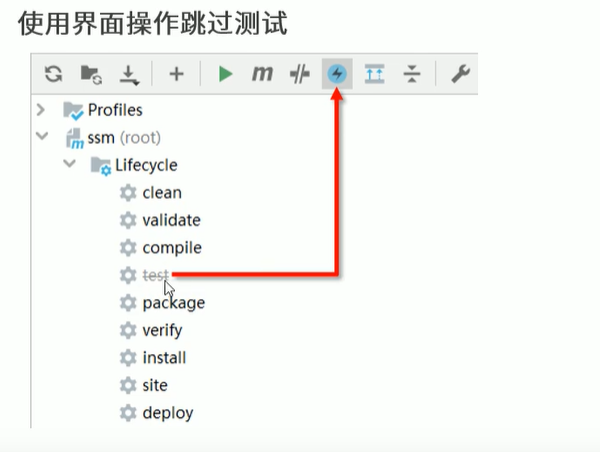 使用界面操作跳过测试
m
Profiles
ssm (root)
Lifecycle
clean
validate
compile
test
package
verify
install
site
deploy